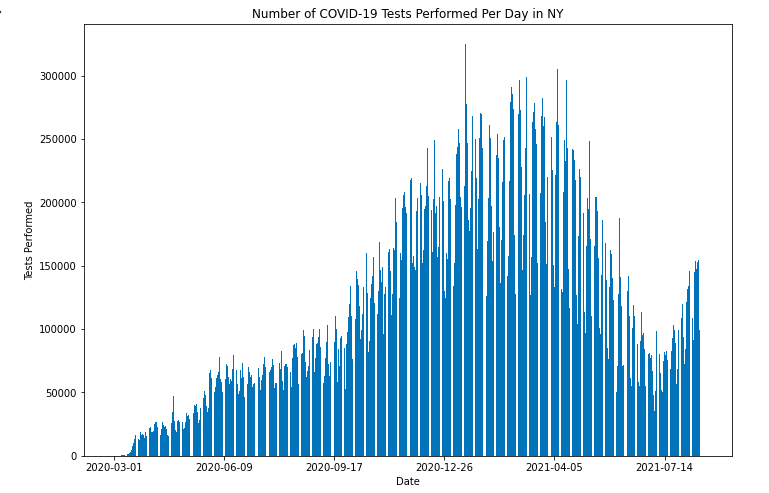 Number of COVID-19 Tests Performed Per Day in NY
Tests Performed
300000
250000
200000
150000
100000
50000
0
2020-03-01 2020-06-09 2020-09-17 2020-12-26 2021-04-05 2021-07-14
Date